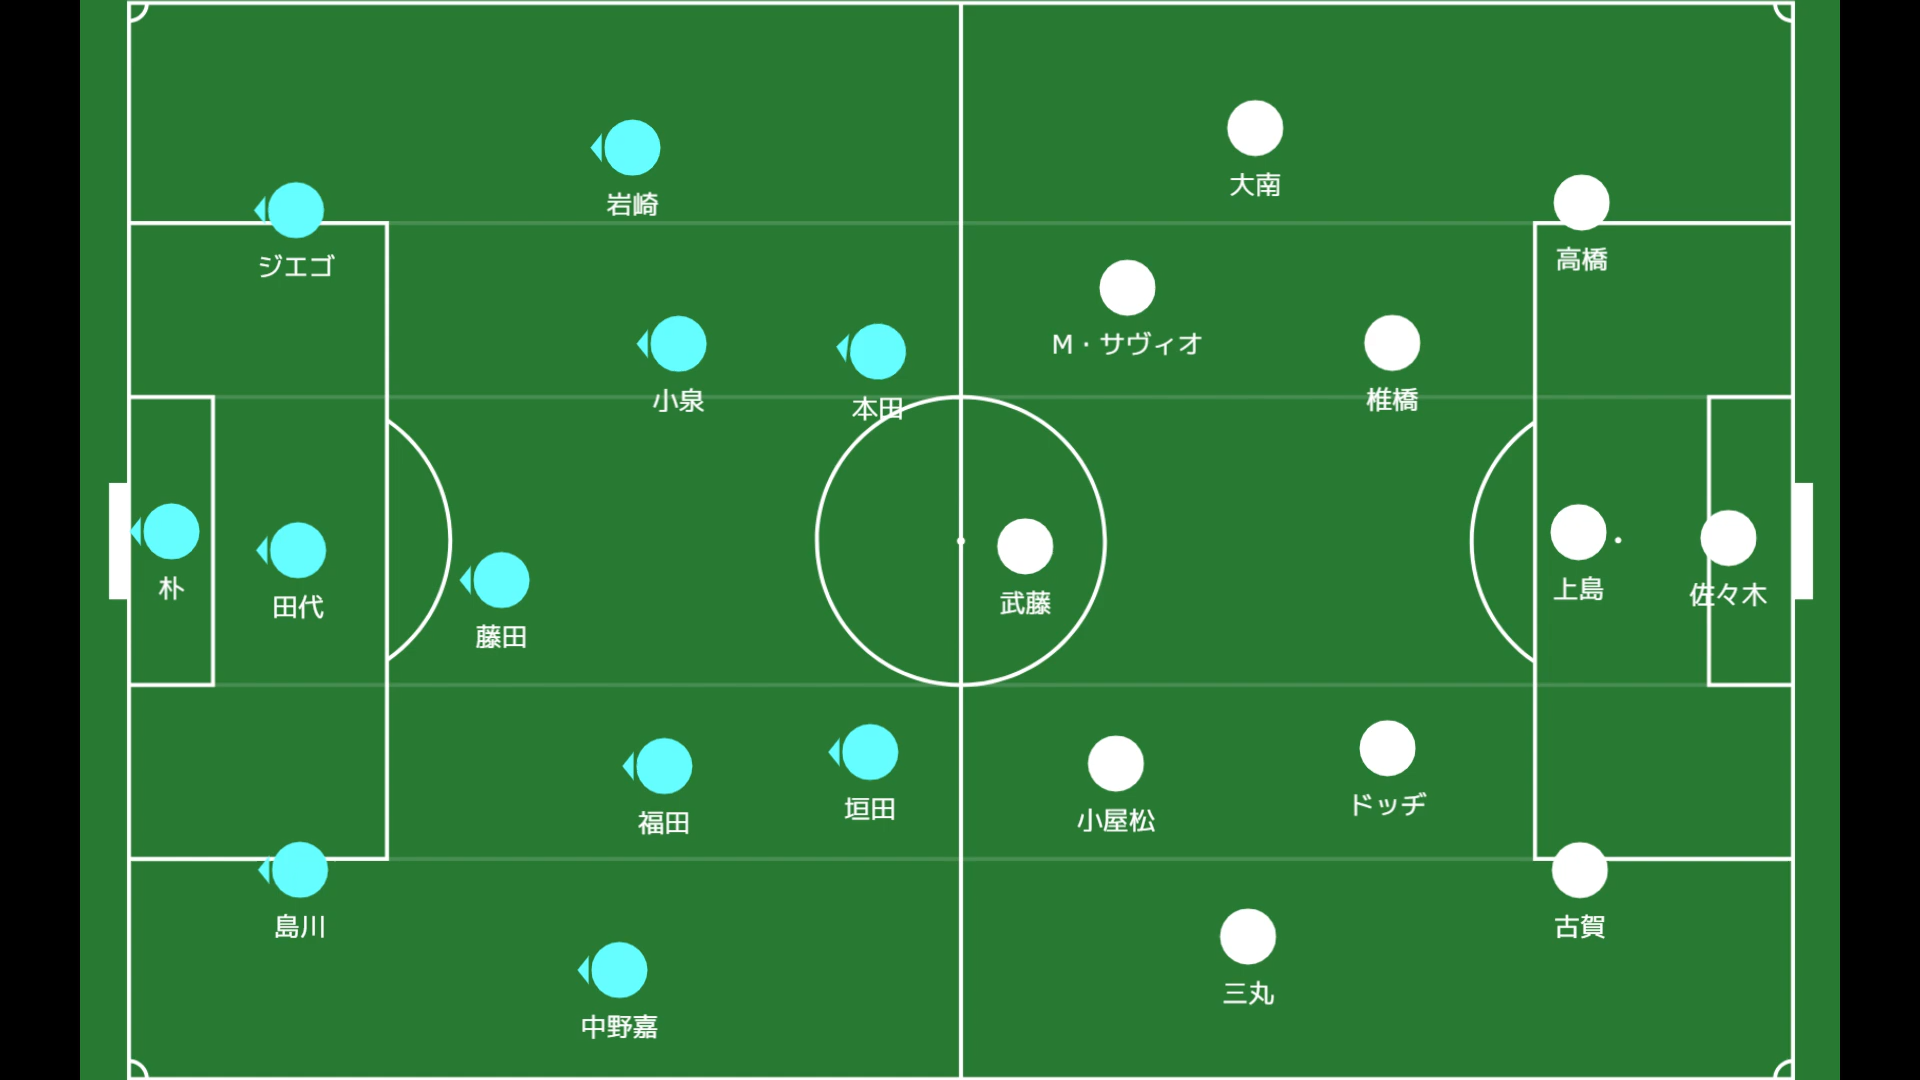 大南
岩崎
高橋
ジエゴ
M・サヴィオ
椎橋
小泉
本田
朴
上島
佐々木
武藤
田代
藤田
ドッヂ
垣田
小屋松
福田
島川
古賀
三丸
中野嘉